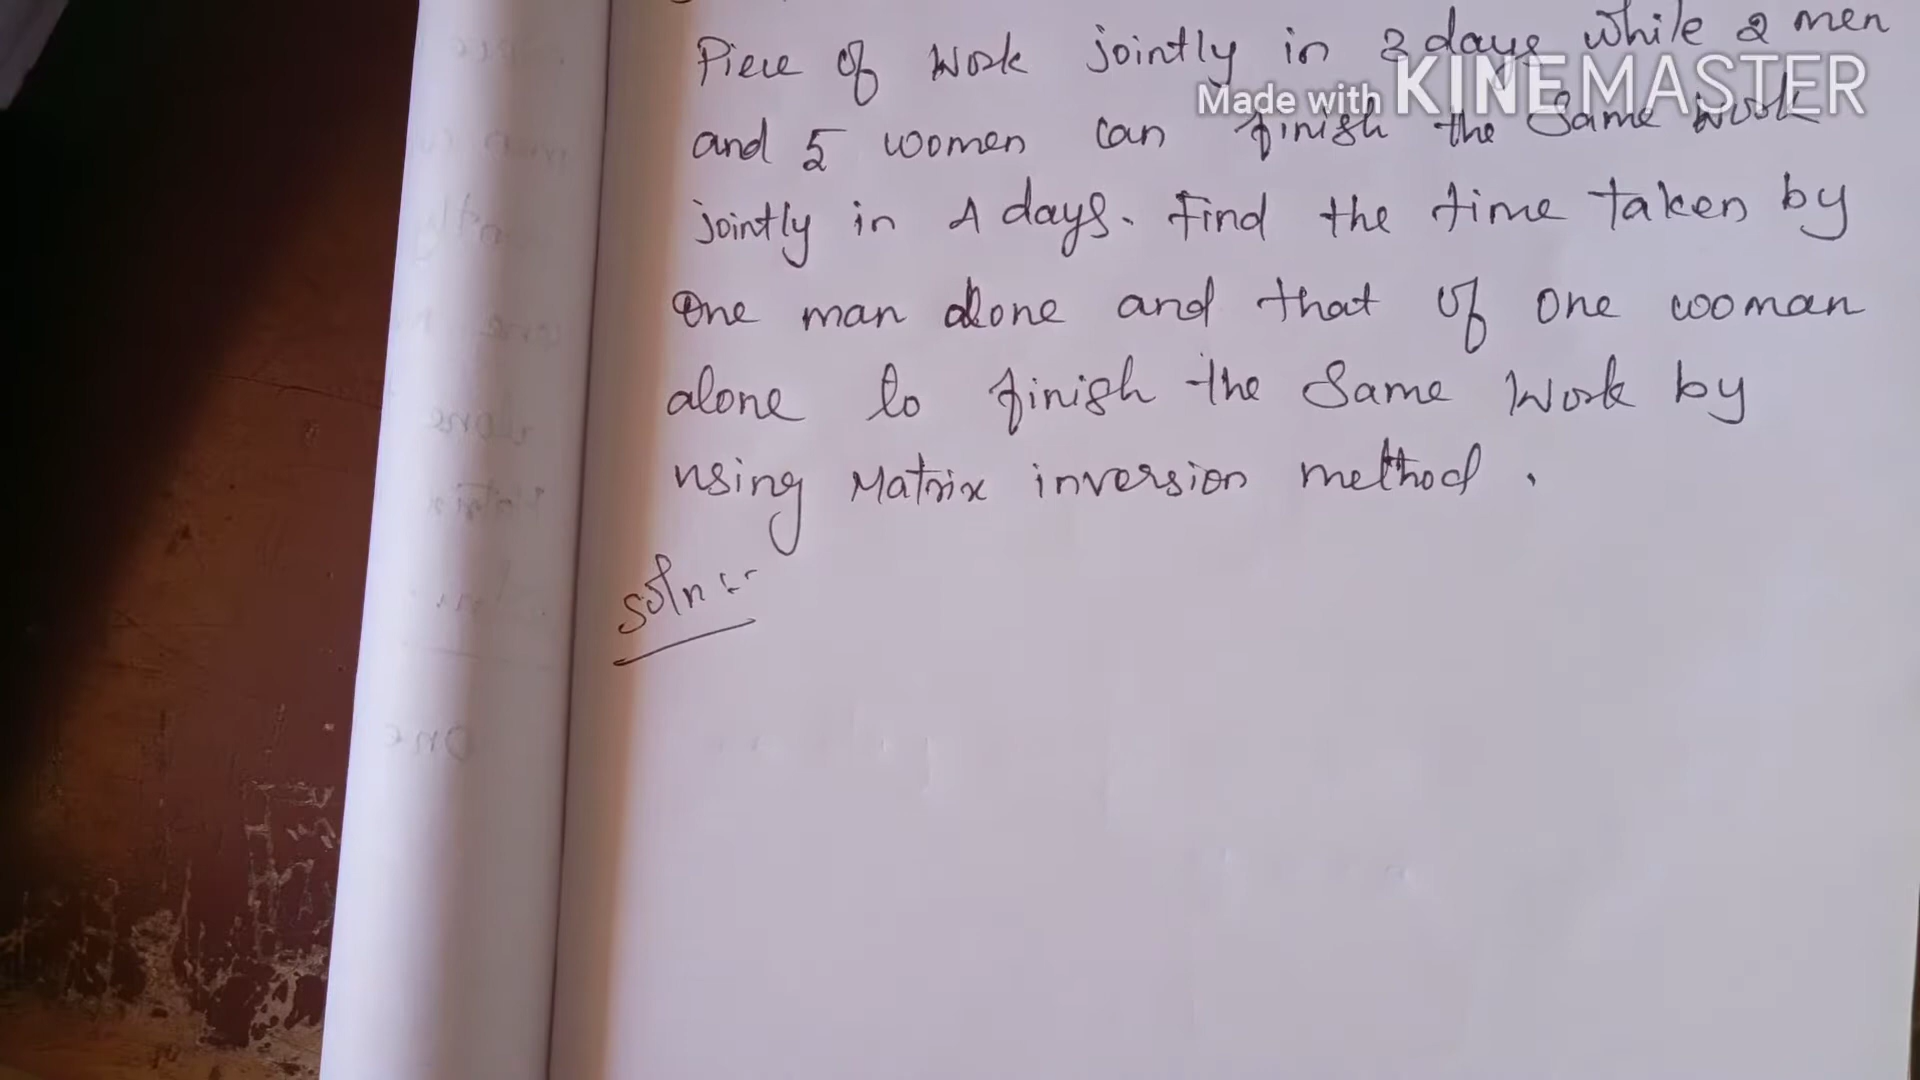 Piece of work jointly in 3 days while 2 men
Made with KINEMASTER
and 5 women can finish the same work
jointly in 4 days. Find the time taken by
One man alone and that of one wooman
alone to finish the same work by
using Matrix inversion method.
soln :-